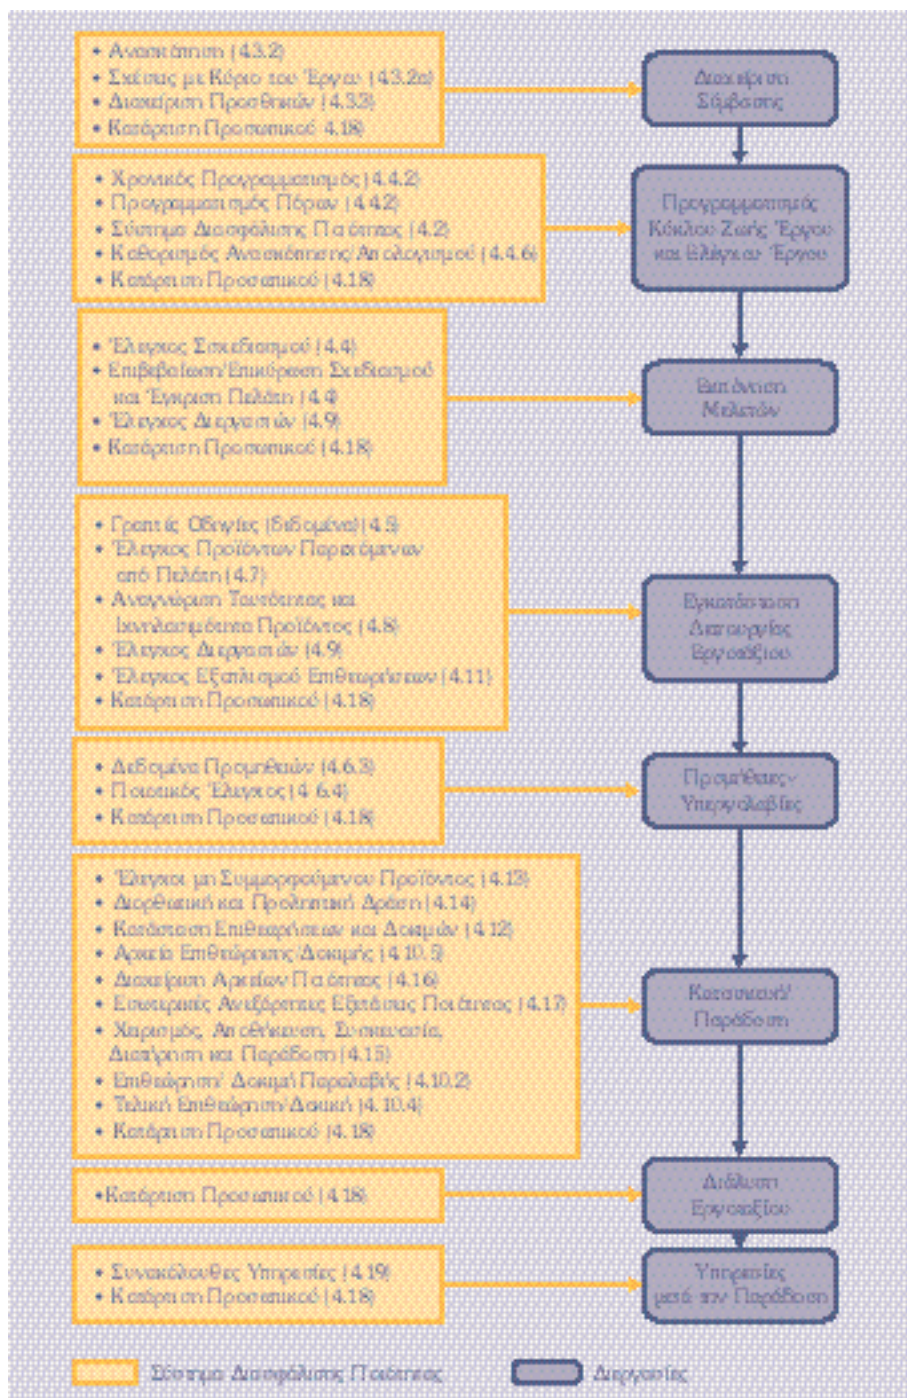 • Ανασκόπηση (4.3.2)
• Σχέσεις με Κύριο του Έργου (4.3.2α)
• Διαχείριση Προσθηκών (4.3.3)
• Κατάρτιση Προσωπικού 4.18)
Διαχείριση
Σύμβασης
• Χρονικός Προγραμματισμός (4.4.2)
• Προγραμματισμός Πόρων (4.4.2)
• Σύστημα Διασφάλισης Ποιότητας (4.2)
• Καθορισμός Ανασκόπησης/Απολογισμού (4.4.6)
• Κατάρτιση Προσωπικού (4.18)
Προγραμματισμός
Κύκλου Ζωής Έργου
και Ελέγχου Έργου
• Έλεγχος Σχεδιασμού (4.4)
• Επιβεβαίωση/Επικύρωση Σχεδιασμού
και Έγκριση Πελάτη (4.4)
• Έλεγχος Διεργασιών (4.9)
• Κατάρτιση Προσωπικού (4.18)
Εκπόνηση
Μελετών
• Γραπτές Οδηγίες (δεδομένα) (4.5)
• Έλεγχος Προϊόντων Παρεχόμενων
από Πελάτη (4.7)
• Αναγνώριση Ταυτότητας και
Ιχνηλασιμότητα Προϊόντος (4.8)
• Έλεγχος Διεργασιών (4.9)
• Έλεγχος Εξοπλισμού Επιθεωρήσεων (4.11)
• Κατάρτιση Προσωπικού (4.18)
Εγκατάσταση
Λειτουργίας
Εργοταξίου
• Δεδομένα Προμηθειών (4.6.3)
• Ποιοτικός Έλεγχος (4 6.4)
• Κατάρτιση Προσωπικού (4.18)
Προμήθειες-
Υπεργολαβίες
• Έλεγχοι μη Συμμορφούμενου Προϊόντος (4.13)
• Διορθωτική και Προληπτική Δράση (4.14)
• Κατάσταση Επιθεωρήσεων και Δοκιμών (4.12)
• Αρχεία Επιθεώρησης/Δοκιμής (4.10.5)
• Διαχείριση Αρχείων Ποιότητας (4.16)
• Εσωτερικές Ανεξάρτητες Εξετάσεις Ποιότητας (4.17)
• Χειρισμός, Αποθήκευση, Συσκευασία,
Διατήρηση και Παράδοση (4.15)
• Επιθεώρηση/ Δοκιμή Παραλαβής (4.10.2)
• Τελική Επιθεώρηση/Δοκιμή (4.10.4)
• Κατάρτιση Προσωπικού (4.18)
Κατασκευή/
Παράδοση
•Κατάρτιση Προσωπικού (4.18)
Διάλυση
Εργοταξίου
• Συνακόλουθες Υπηρεσίες (4.19)
• Κατάρτιση Προσωπικού (4.18)
Υπηρεσίες
μετά την Παράδοση
Σύστημα Διασφάλισης Ποιότητας
Διεργασίες